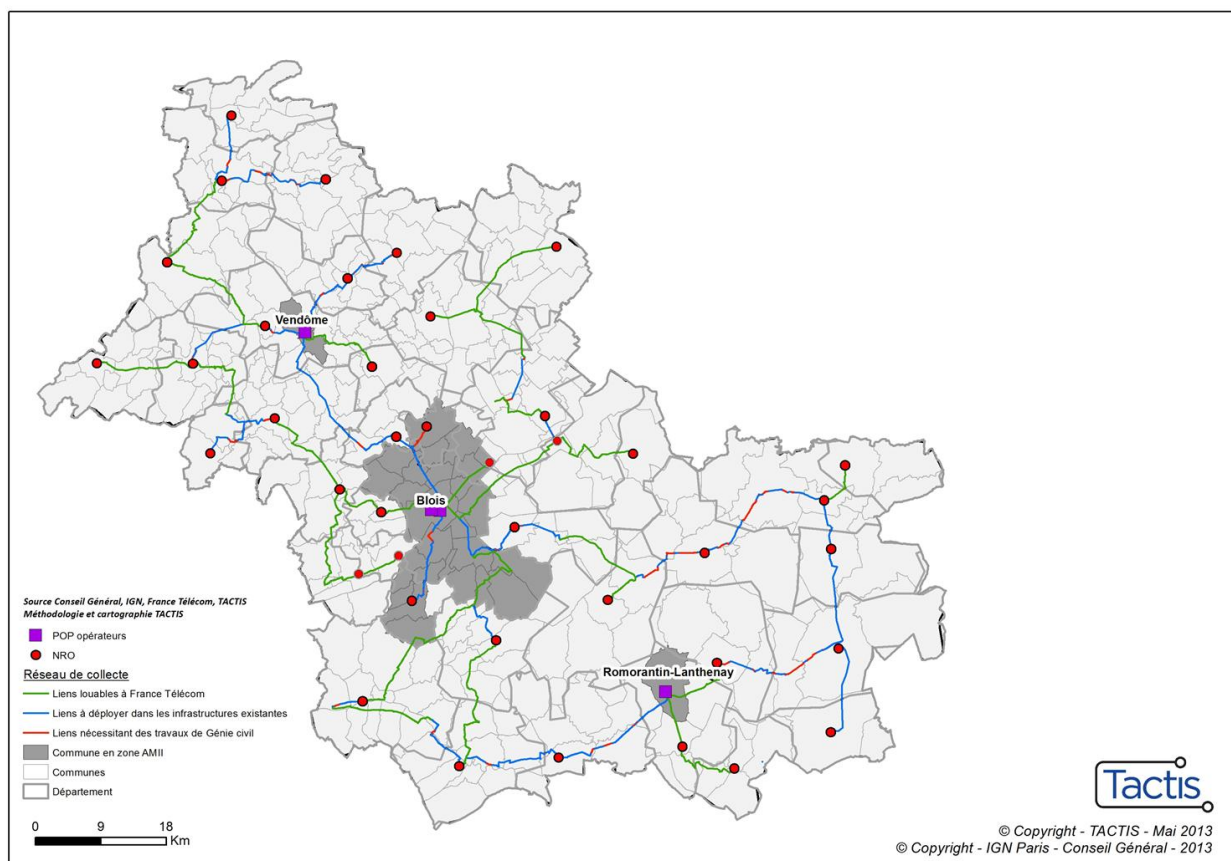 Vendôme
Blois
Romorantin-Lanthenay
Source Conseil Général, IGN, France Télécom, TACTIS
Méthodologie et cartographie TACTIS
POP opérateurs
NRO
Réseau de collecte
Liens louables à France Télécom
Liens à déployer dans les infrastructures existantes
Liens nécessitant des travaux de Génie civil
Commune en zone AMII
Communes
Département
0 9 18
Km
Tactis
© Copyright - TACTIS - Mai 2013
© Copyright - IGN Paris - Conseil Général - 2013